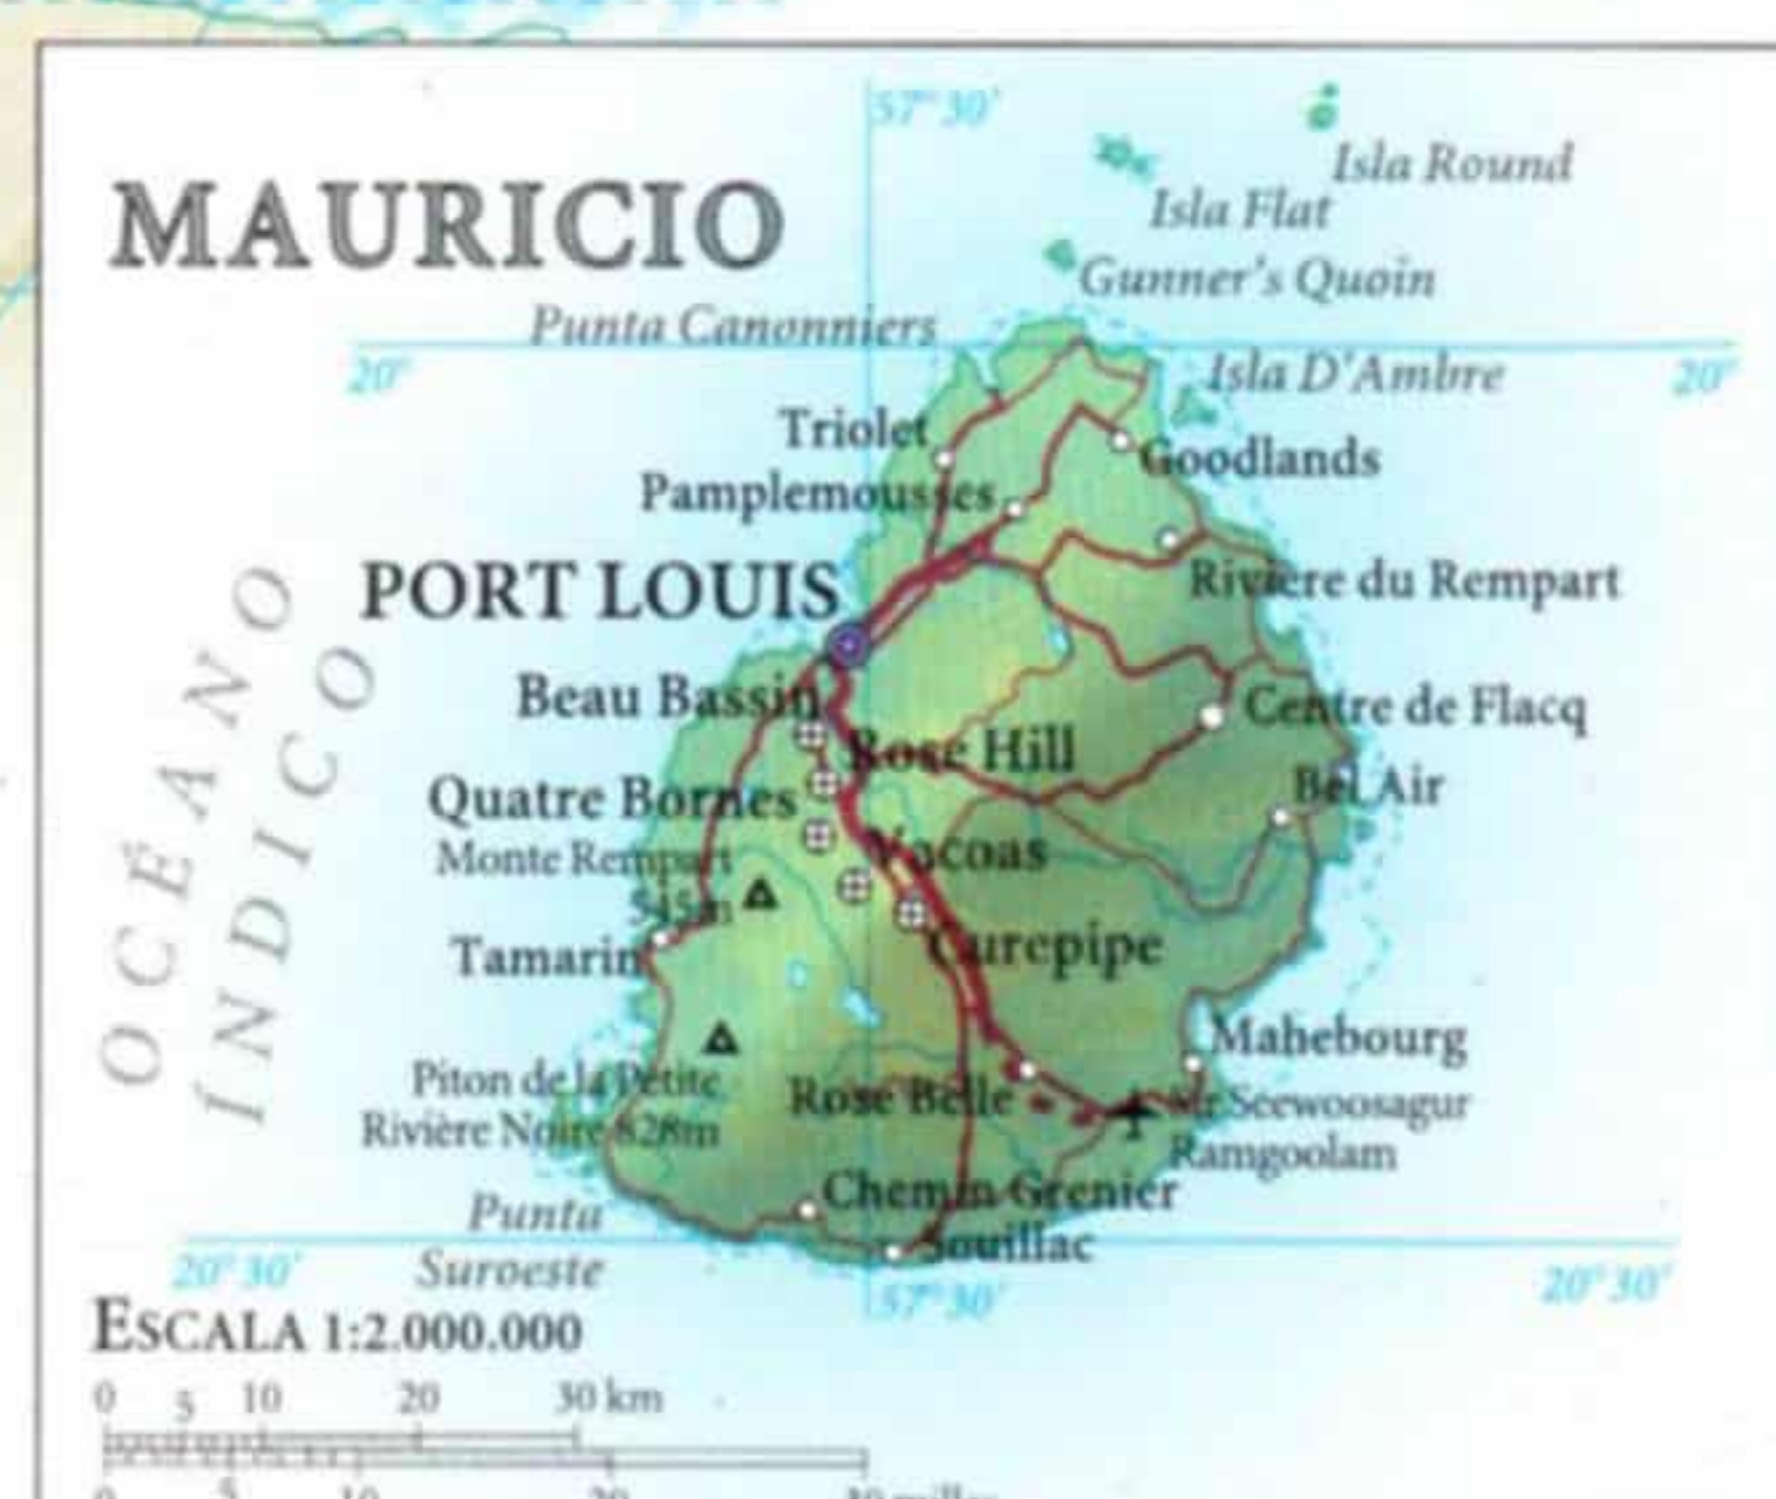 57°30'
Isla Round
MAURICIO
Isla Flat
Gunner's Quoin
Punta Canonniers
20°
Isla D'Ambre
20°
Triolet
Goodlands
Pamplemousses
PORT LOUIS
Rivière du Rempart
OCÉANO
ÍNDICO
Beau Bassin
Centre de Flacq
Rose Hill
Quatre Bornes
Bel Air
Monte Rempart
545m
Vacoas
Tamarin
Curepipe
Mahebourg
Piton de la Petite
Rivière Noire 828m
Rose Belle
Sir Seewoosagur
Ramgoolam
Chemin Grenier
Punta
Suroeste
Souillac
20°30'
57°30'
20°30'
ESCALA 1:2.000.000
0 5 10 20 30 km